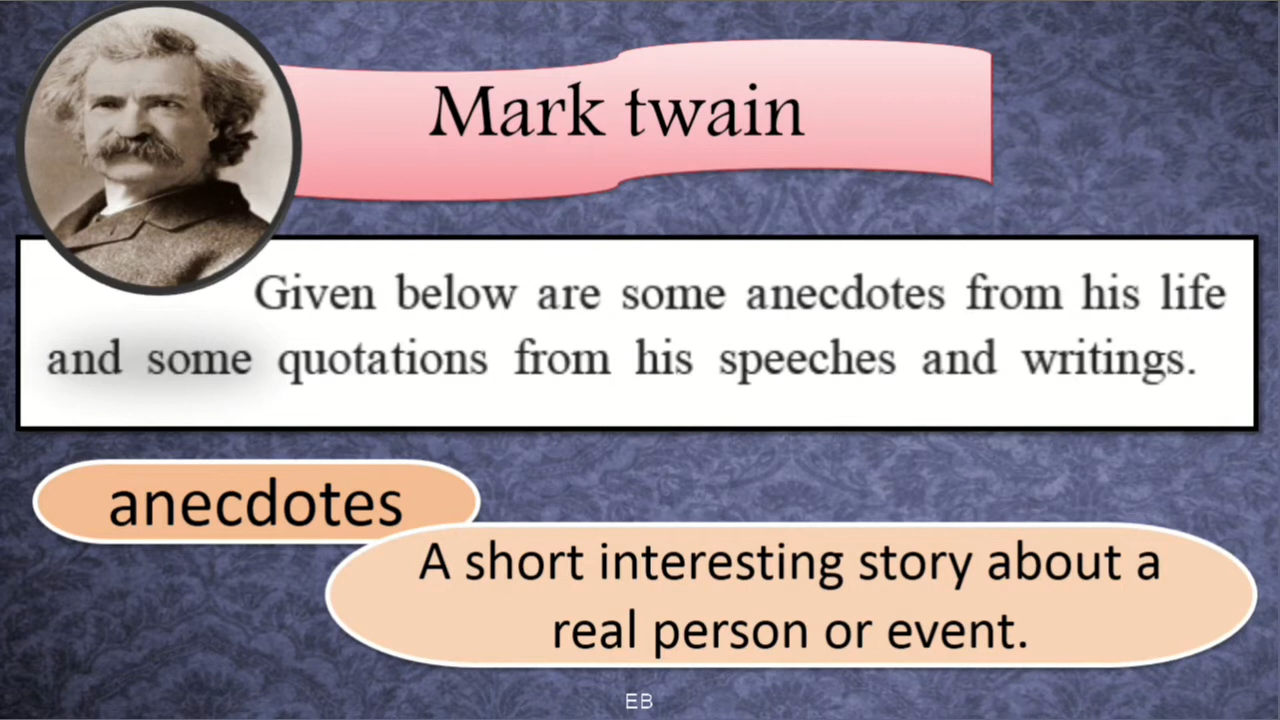 Mark twain
Given below are some anecdotes from his life
and some quotations from his speeches and writings.
anecdotes
A short interesting story about a
real person or event.
EB